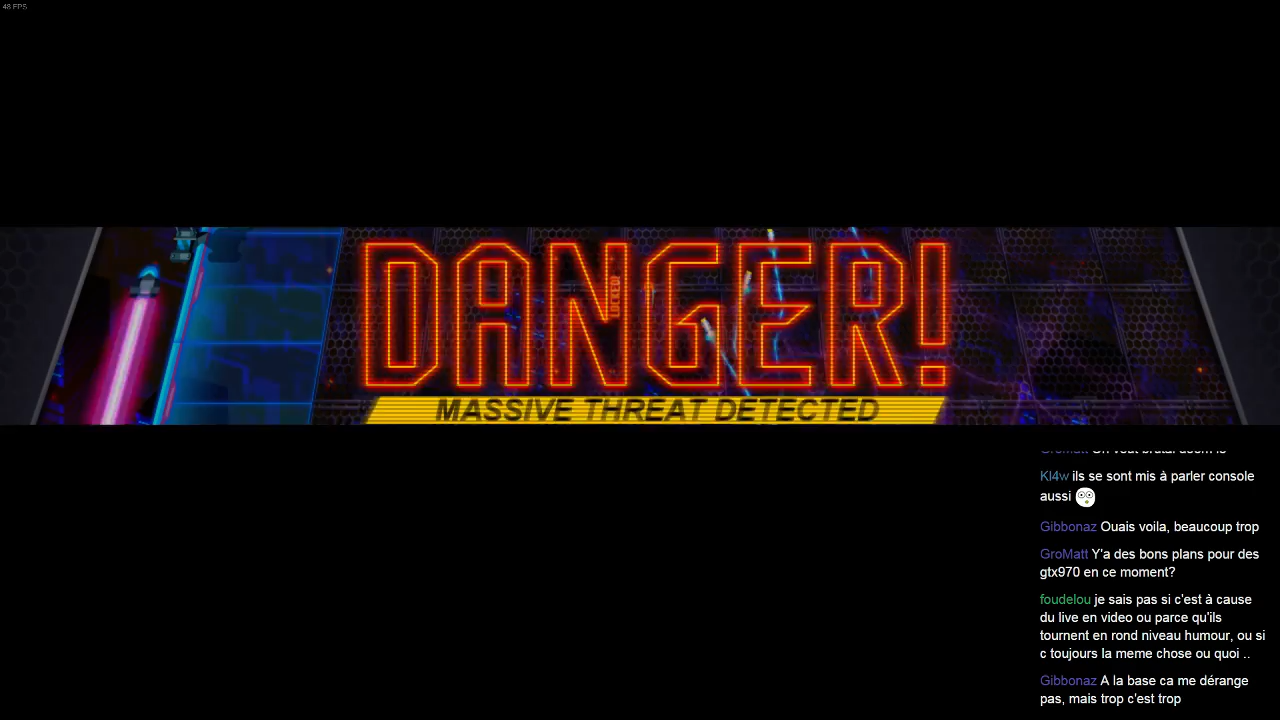 48 FPS
DANGER!
LOCKED
MASSIVE THREAT DETECTED
Kl4w ils se sont mis à parler console
aussi
Gibbonaz Ouais voila, beaucoup trop
GroMatt Y'a des bons plans pour des
gtx970 en ce moment?
foudelou je sais pas si c'est à cause
du live en video ou parce qu'ils
tournent en rond niveau humour, ou si
c toujours la meme chose ou quoi ..
Gibbonaz A la base ca me dérange
pas, mais trop c'est trop